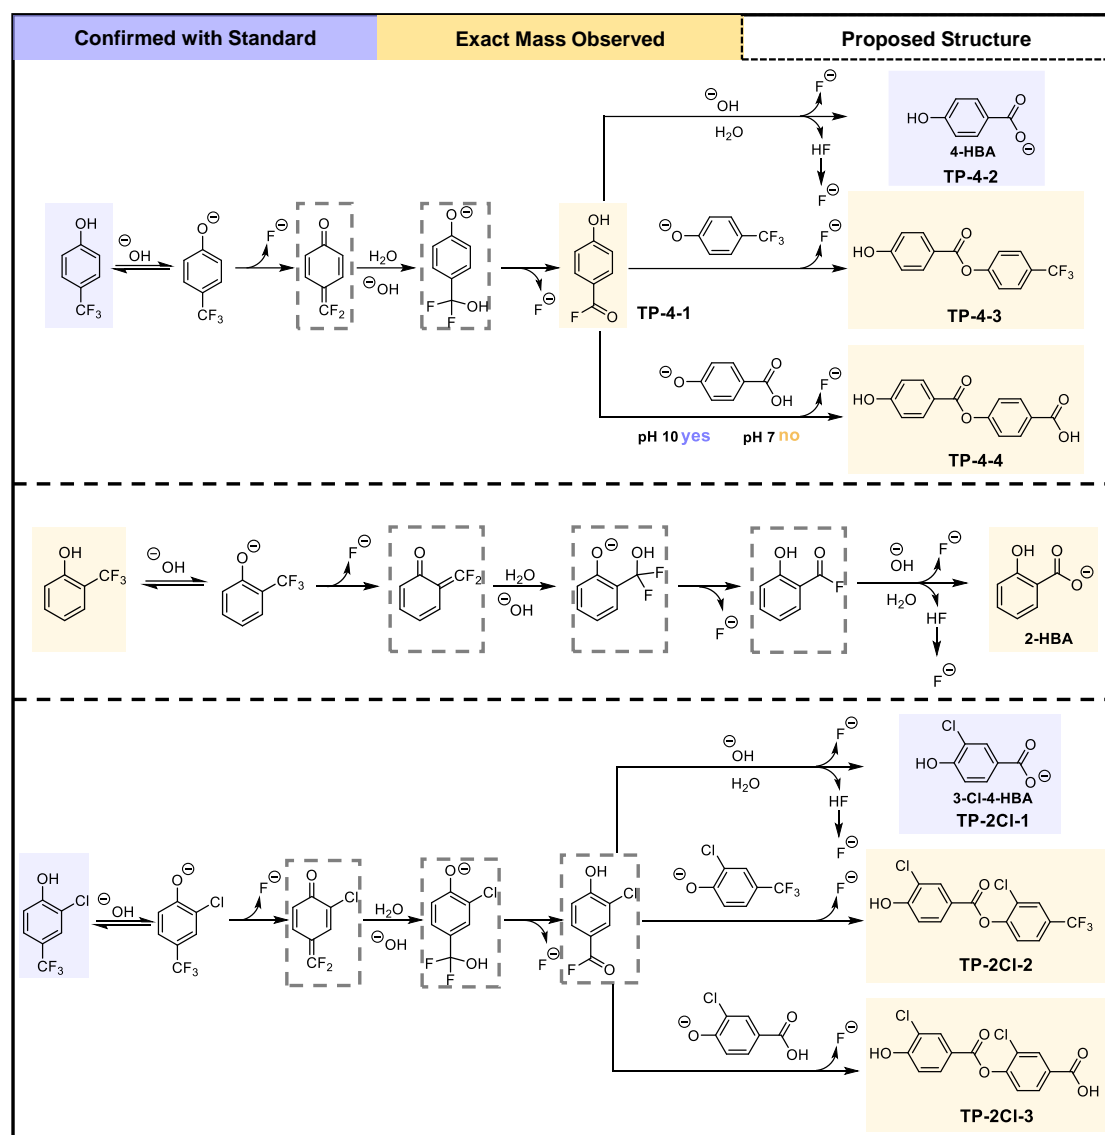 Confirmed with Standard
Exact Mass Observed
Proposed Structure
⊖OH
H₂O
F⊖
HF
F⊖
HO
O
O⊖
4-HBA
TP-4-2
OH
CF₃
⊖OH
O⊖
CF₃
F⊖
O
CF₂
H₂O
⊖OH
O⊖
F
F
OH
F⊖
OH
F
O
TP-4-1
⊖O
CF₃
F⊖
HO
O
O
CF₃
TP-4-3
⊖O
O
OH
F⊖
pH 10 yes
pH 7 no
HO
O
O
O
OH
TP-4-4
OH
CF₃
⊖OH
O⊖
CF₃
F⊖
O
CF₂
H₂O
⊖OH
O⊖
OH
F
F
F⊖
OH
O
F
⊖OH
H₂O
F⊖
HF
F⊖
OH
O
O⊖
2-HBA
⊖OH
H₂O
F⊖
HF
F⊖
Cl
HO
O
O⊖
3-Cl-4-HBA
TP-2Cl-1
OH
Cl
CF₃
⊖OH
O⊖
Cl
CF₃
F⊖
O
Cl
CF₂
H₂O
⊖OH
O⊖
Cl
F
F
OH
F⊖
OH
Cl
F
O
Cl
⊖O
CF₃
F⊖
Cl
HO
O
O
Cl
CF₃
TP-2Cl-2
Cl
⊖O
O
OH
F⊖
Cl
HO
O
O
Cl
O
OH
TP-2Cl-3